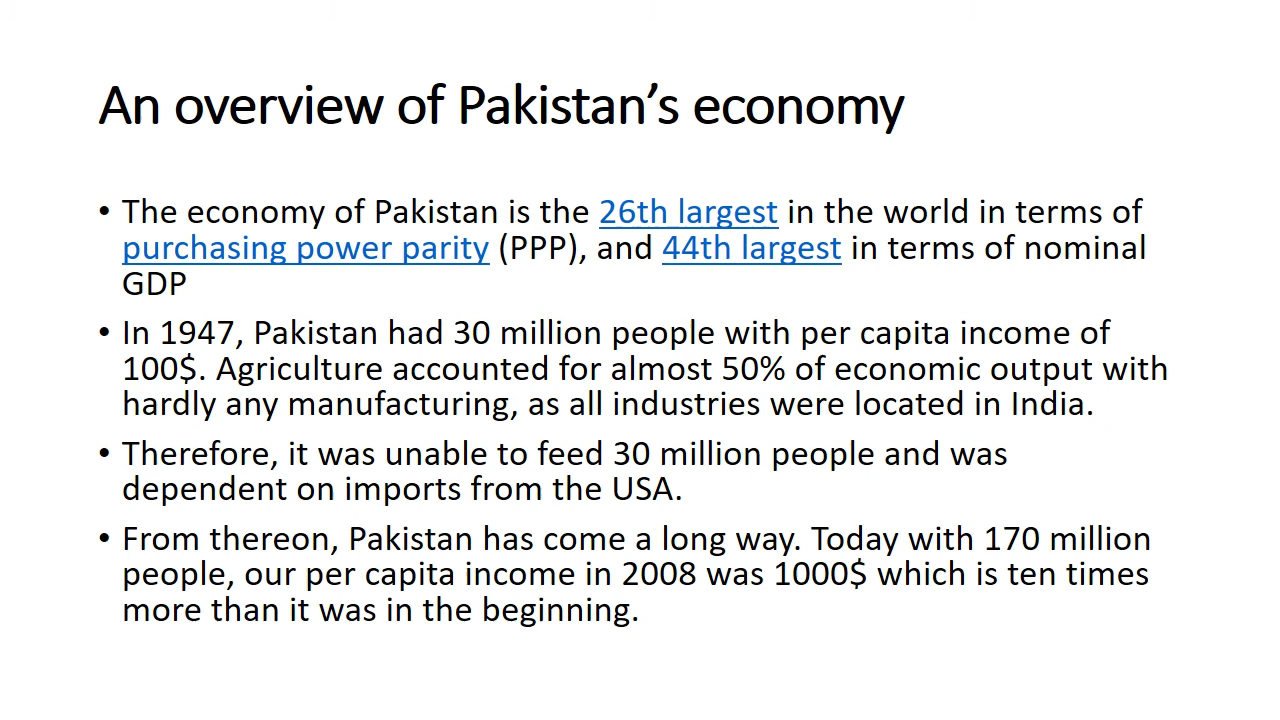 An overview of Pakistan’s economy
• The economy of Pakistan is the 26th largest in the world in terms of
purchasing power parity (PPP), and 44th largest in terms of nominal
GDP
• In 1947, Pakistan had 30 million people with per capita income of
100$. Agriculture accounted for almost 50% of economic output with
hardly any manufacturing, as all industries were located in India.
• Therefore, it was unable to feed 30 million people and was
dependent on imports from the USA.
• From thereon, Pakistan has come a long way. Today with 170 million
people, our per capita income in 2008 was 1000$ which is ten times
more than it was in the beginning.